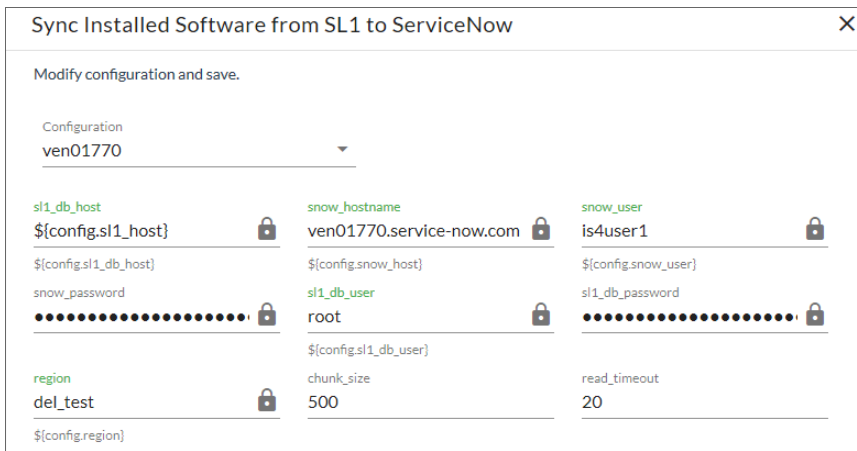 Sync Installed Software from SL1 to ServiceNow
Modify configuration and save.
Configuration
ven01770
sl1_db_host snow_hostname snow_user
${config.sl1_host} ven01770.service-now.com is4user1
${config.sl1_db_host} ${config.snow_host} ${config.snow_user}
snow_password sl1_db_user sl1_db_password
●●●●●●●●●●●●●●●●●●●●● root ●●●●●●●●●●●●●●●●●●●●●
${config.sl1_db_user}
region chunk_size read_timeout
del_test 500 20
${config.region}